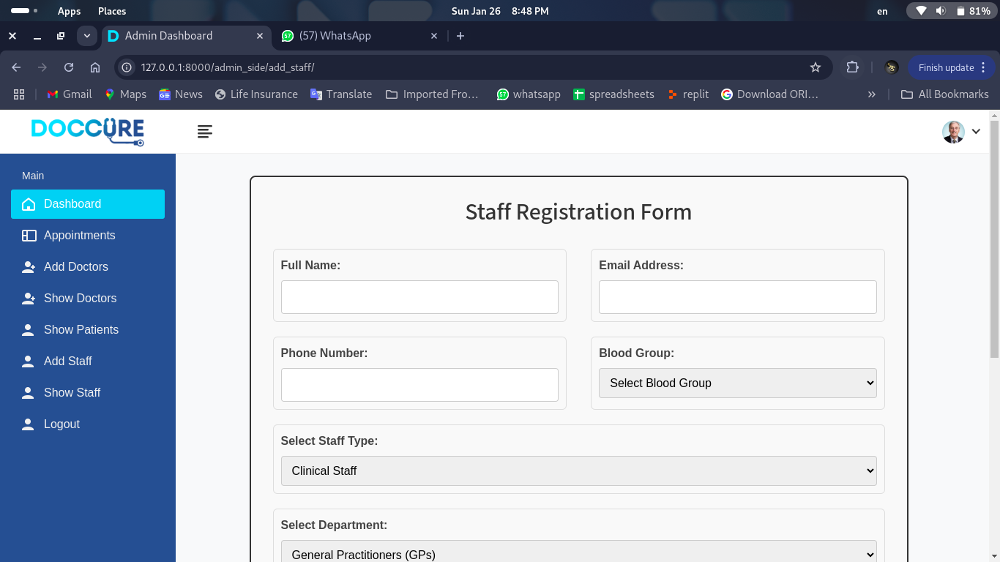 Apps Places Sun Jan 26 8:48 PM en 81%
Admin Dashboard 57 (57) WhatsApp
127.0.0.1:8000/admin_side/add_staff/ Finish update
Gmail Maps News Life Insurance Translate Imported Fro… whatsapp spreadsheets replit Download ORI… All Bookmarks
DOCCURE
Main
Dashboard
Appointments
Add Doctors
Show Doctors
Show Patients
Add Staff
Show Staff
Logout
Staff Registration Form
Full Name: Email Address:
Phone Number: Blood Group:
Select Blood Group
Select Staff Type:
Clinical Staff
Select Department:
General Practitioners (GPs)